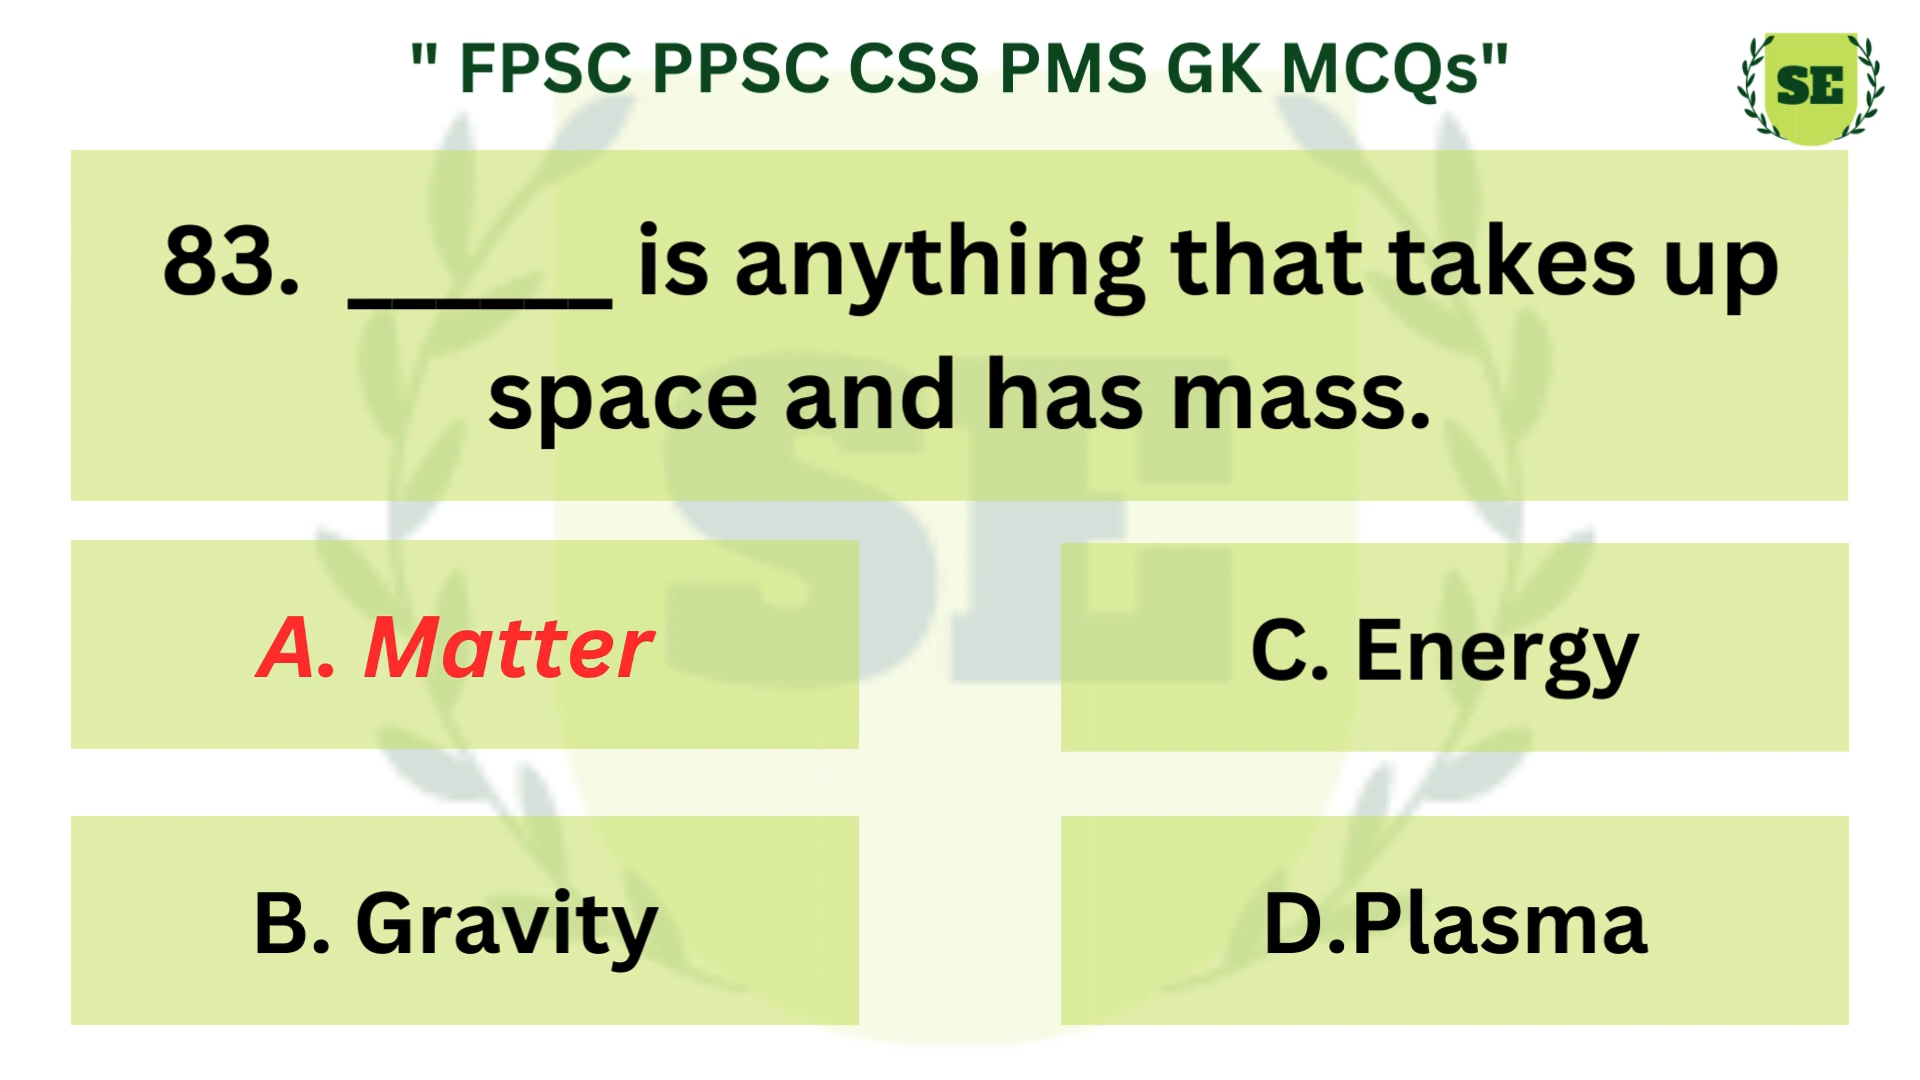 " FPSC PPSC CSS PMS GK MCQs"
SE
83. ______ is anything that takes up
space and has mass.
A. Matter
C. Energy
B. Gravity
D.Plasma
SE